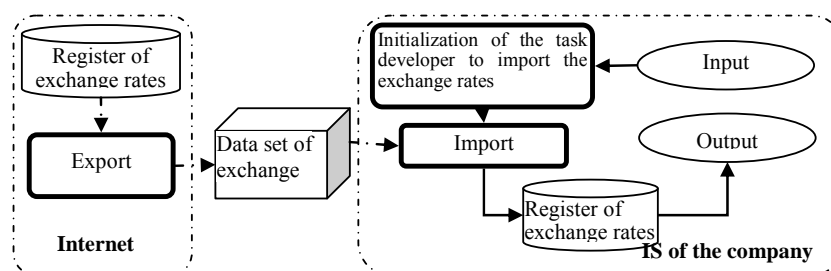 Register of
exchange rates
Export
Internet
Data set of
exchange
Initialization of the task
developer to import the
exchange rates
Input
Import
Output
Register of
exchange rates
IS of the company